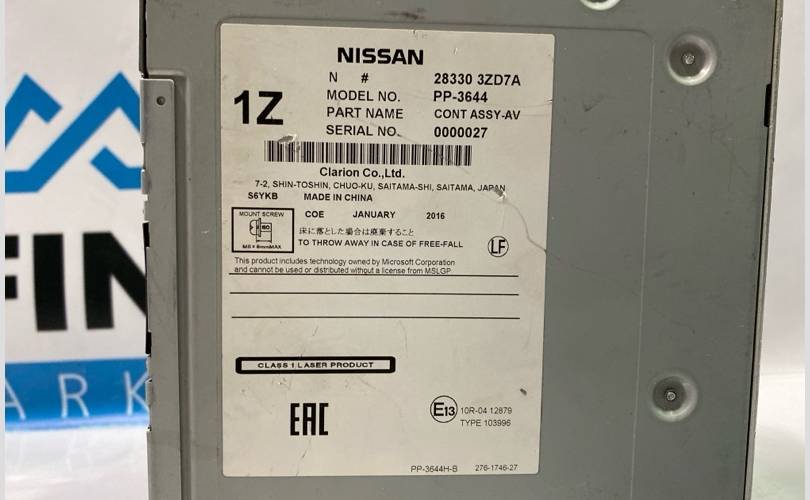 NISSAN
N # 28330 3ZD7A
1Z
MODEL NO. PP-3644
PART NAME CONT ASSY-AV
SERIAL NO. 0000027
Clarion Co.,Ltd.
7-2, SHIN-TOSHIN, CHUO-KU, SAITAMA-SHI, SAITAMA, JAPAN
S6YKB MADE IN CHINA
MOUNT SCREW
ISO
M5 × 8mmMAX
COE JANUARY 2016
床に落とした場合は廃棄すること
TO THROW AWAY IN CASE OF FREE-FALL
LF
This product includes technology owned by Microsoft Corporation
and cannot be used or distributed without a license from MSLGP
CLASS 1 LASER PRODUCT
EAC
E13 10R-04 12879
TYPE 103996
PP-3644H-B 276-1746-27
FIN
ARK